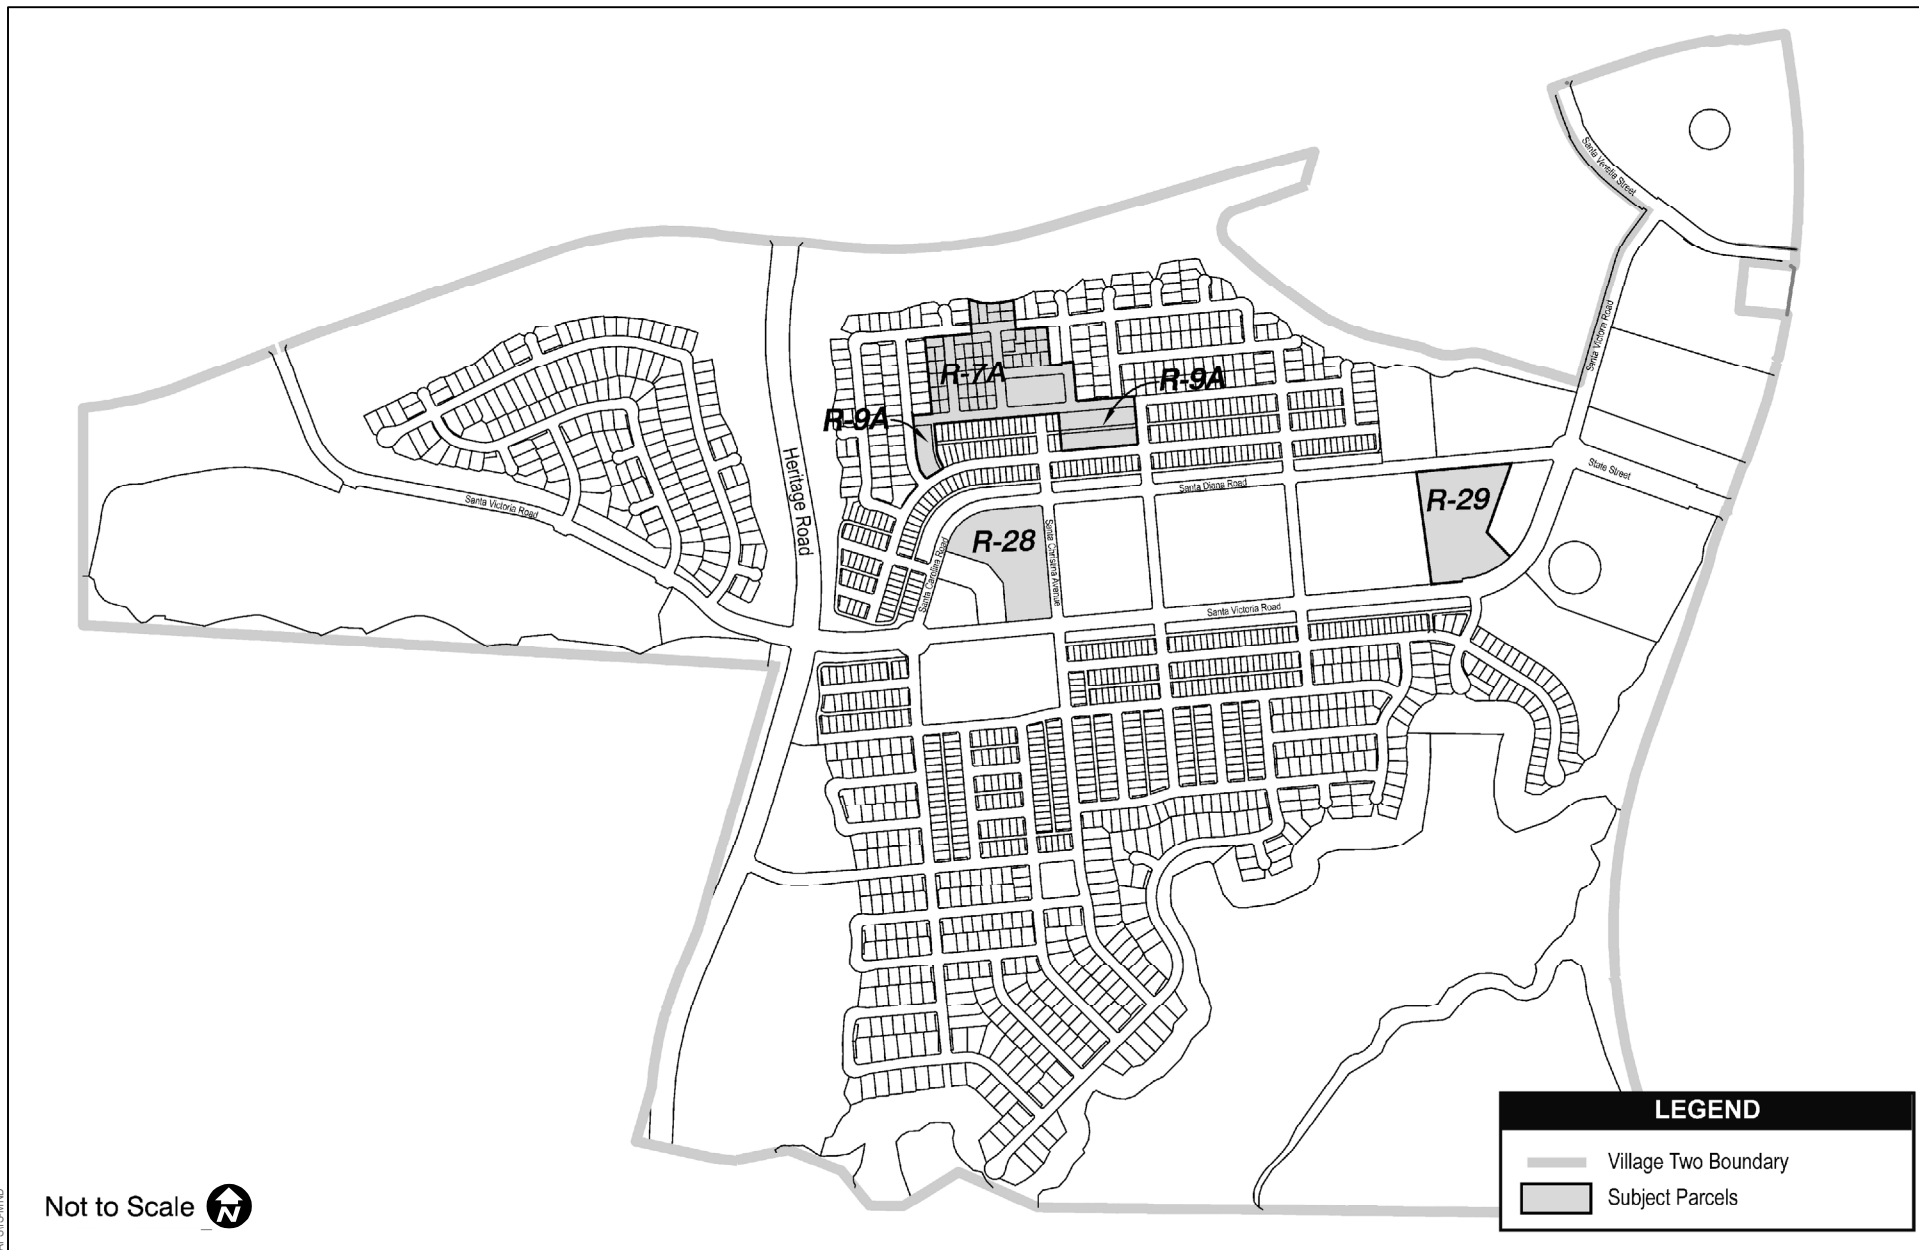 Santa Venetia Street
Santa Victoria Road
R-7A
R-9A
R-9A
Heritage Road
State Street
Santa Victoria Road
Santa Diana Road
R-29
R-28
Santa Christina Avenue
Santa Carolina Road
Santa Victoria Road
LEGEND
Village Two Boundary
Subject Parcels
Not to Scale
N